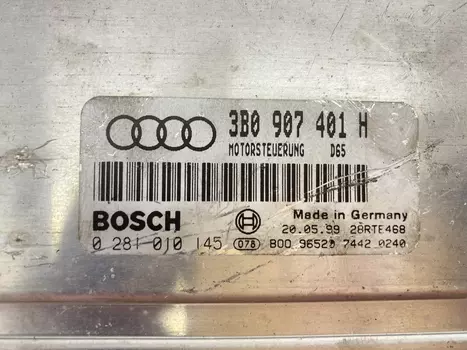 3B0 907 401 H
MOTORSTEUERUNG D65
BOSCH
Made in Germany
20.05.99 28RTE468
0 281 010 145 078 800 96520 7442 0240